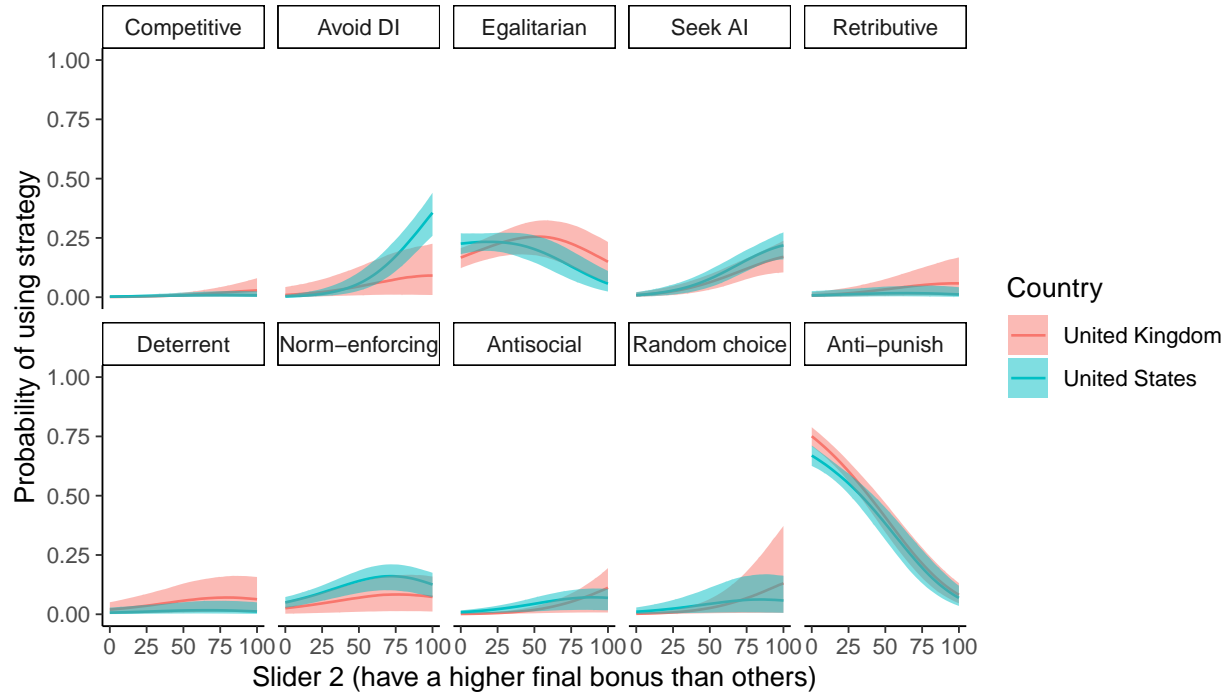 Competitive Avoid DI Egalitarian Seek AI Retributive
1.00
0.75
0.50
0.25
0.00
Deterrent Norm−enforcing Antisocial Random choice Anti−punish
1.00
0.75
0.50
0.25
0.00
0 25 50 75 100 0 25 50 75 100 0 25 50 75 100 0 25 50 75 100 0 25 50 75 100
Slider 2 (have a higher final bonus than others)
Probability of using strategy
Country
United Kingdom
United States